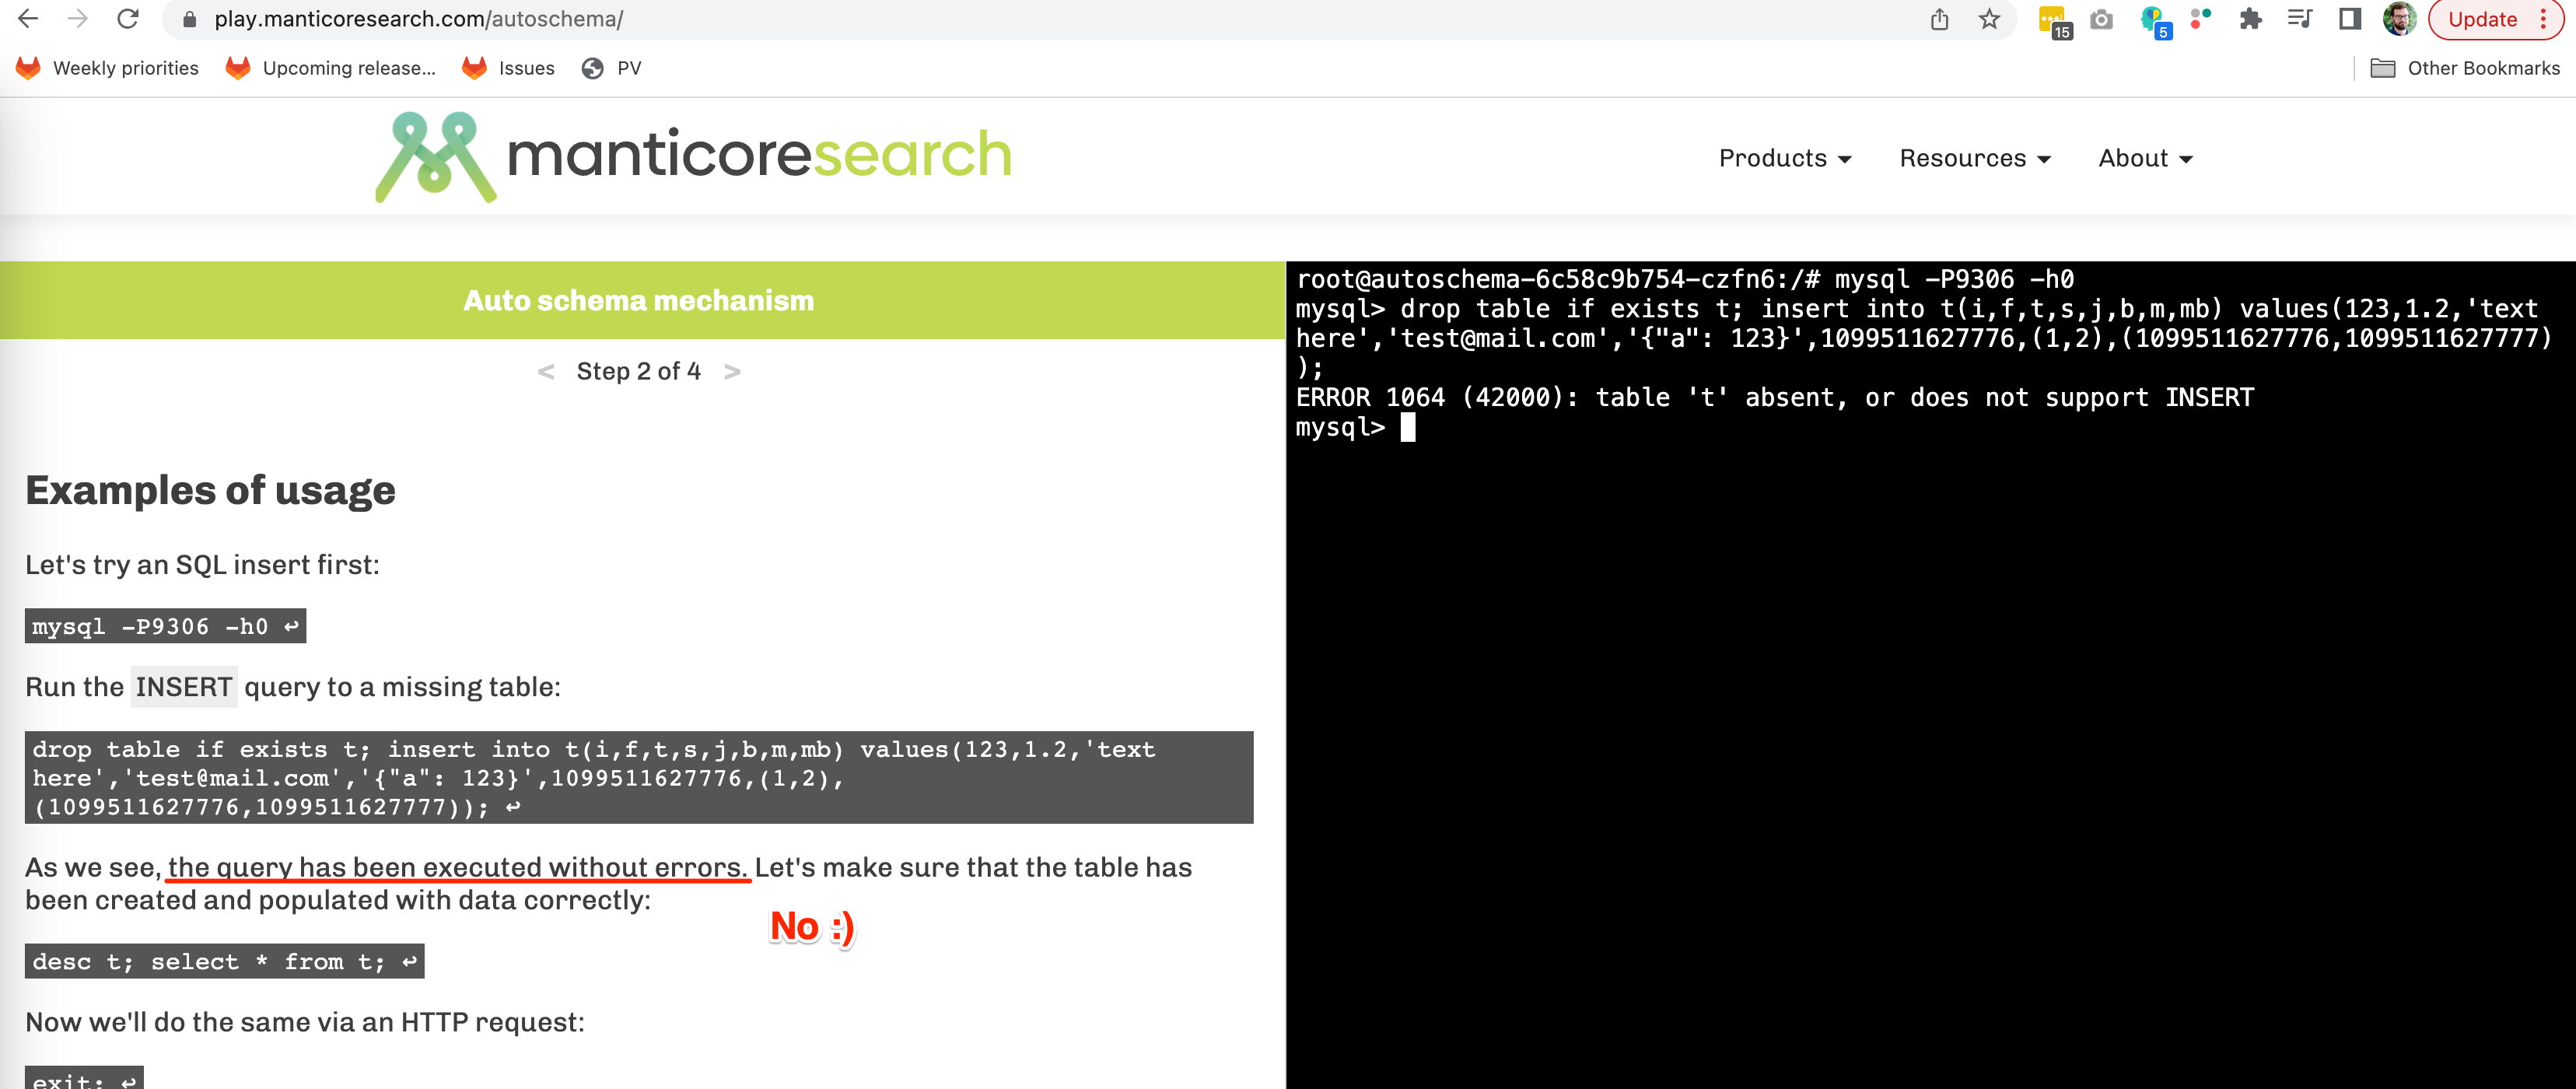 play.manticoresearch.com/autoschema/
15
5
Update
Weekly priorities
Upcoming release...
Issues
PV
Other Bookmarks
manticoresearch
Products
Resources
About
Auto schema mechanism
< Step 2 of 4 >
Examples of usage
Let's try an SQL insert first:
mysql -P9306 -h0 ↩
Run the INSERT query to a missing table:
drop table if exists t; insert into t(i,f,t,s,j,b,m,mb) values(123,1.2,'text
here','test@mail.com','{"a": 123}',1099511627776,(1,2),
(1099511627776,1099511627777)); ↩
As we see, the query has been executed without errors. Let's make sure that the table has
been created and populated with data correctly:
No :)
desc t; select * from t; ↩
Now we'll do the same via an HTTP request:
exit; ↩
root@autoschema-6c58c9b754-czfn6:/# mysql -P9306 -h0
mysql> drop table if exists t; insert into t(i,f,t,s,j,b,m,mb) values(123,1.2,'text
here','test@mail.com','{"a": 123}',1099511627776,(1,2),(1099511627776,1099511627777)
);
ERROR 1064 (42000): table 't' absent, or does not support INSERT
mysql>